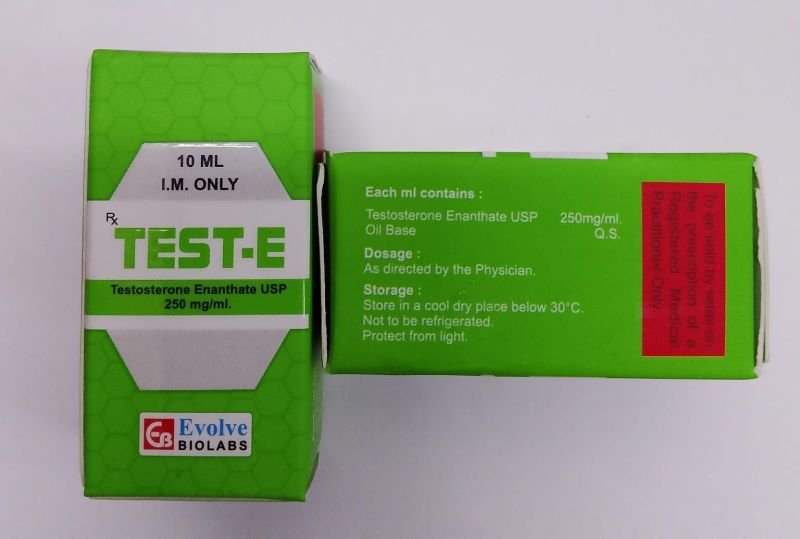 10 ML
I.M. ONLY
Rx
TEST-E
Testosterone Enanthate USP
250 mg/ml.
EB
Evolve
BIOLABS
Each ml contains :
Testosterone Enanthate USP 250mg/ml.
Oil Base Q.S.
Dosage :
As directed by the Physician.
Storage :
Store in a cool dry place below 30°C.
Not to be refrigerated.
Protect from light.
To be sold by retail on
the prescription of a
Registered Medical
Practitioner Only